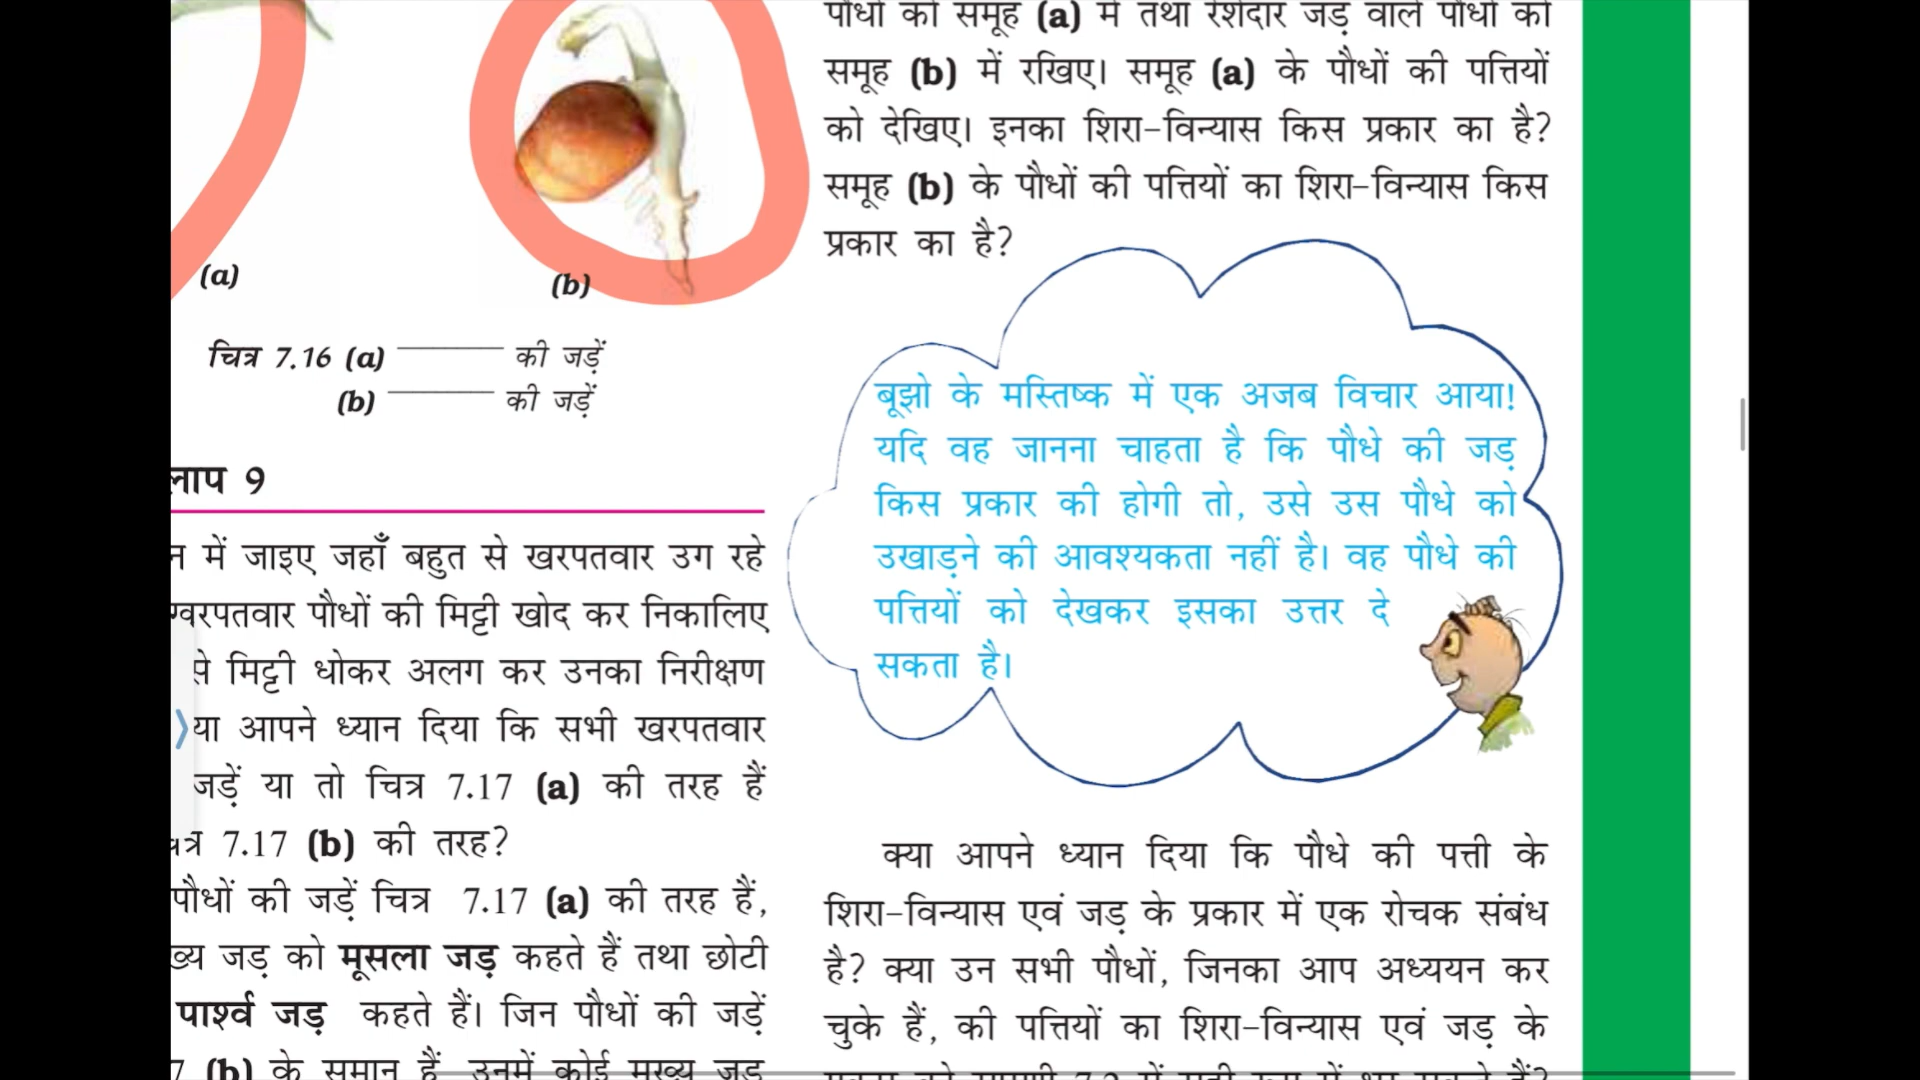 (a)
(b)
चित्र 7.16 (a) की जड़ें
(b) की जड़ें
लाप 9
में जाइए जहाँ बहुत से खरपतवार उग रहे
पौधों की मिट्टी खोद कर निकालिए
से मिट्टी धोकर अलग कर उनका निरीक्षण
या आपने ध्यान दिया कि सभी खरपतवार
जड़ें या तो चित्र 7.17 (a) की तरह हैं
7.17 (b) की तरह?
पौधों की जड़ें चित्र 7.17 (a) की तरह हैं,
ख्य जड़ को मूसला जड़ कहते हैं तथा छोटी
पार्श्व जड़ कहते हैं। जिन पौधों की जड़ें
(b) के समान हैं उनमें कोई मुख्य जड़
पौधों को समूह (a) में तथा रेशेदार जड़ वाले पौधों को
समूह (b) में रखिए। समूह (a) के पौधों की पत्तियों
को देखिए। इनका शिरा-विन्यास किस प्रकार का है?
समूह (b) के पौधों की पत्तियों का शिरा-विन्यास किस
प्रकार का है?
बूझो के मस्तिष्क में एक अजब विचार आया!
यदि वह जानना चाहता है कि पौधे की जड़
किस प्रकार की होगी तो, उसे उस पौधे को
उखाड़ने की आवश्यकता नहीं है। वह पौधे की
पत्तियों को देखकर इसका उत्तर दे
सकता है।
क्या आपने ध्यान दिया कि पौधे की पत्ती के
शिरा-विन्यास एवं जड़ के प्रकार में एक रोचक संबंध
है? क्या उन सभी पौधों, जिनका आप अध्ययन कर
चुके हैं, की पत्तियों का शिरा-विन्यास एवं जड़ के